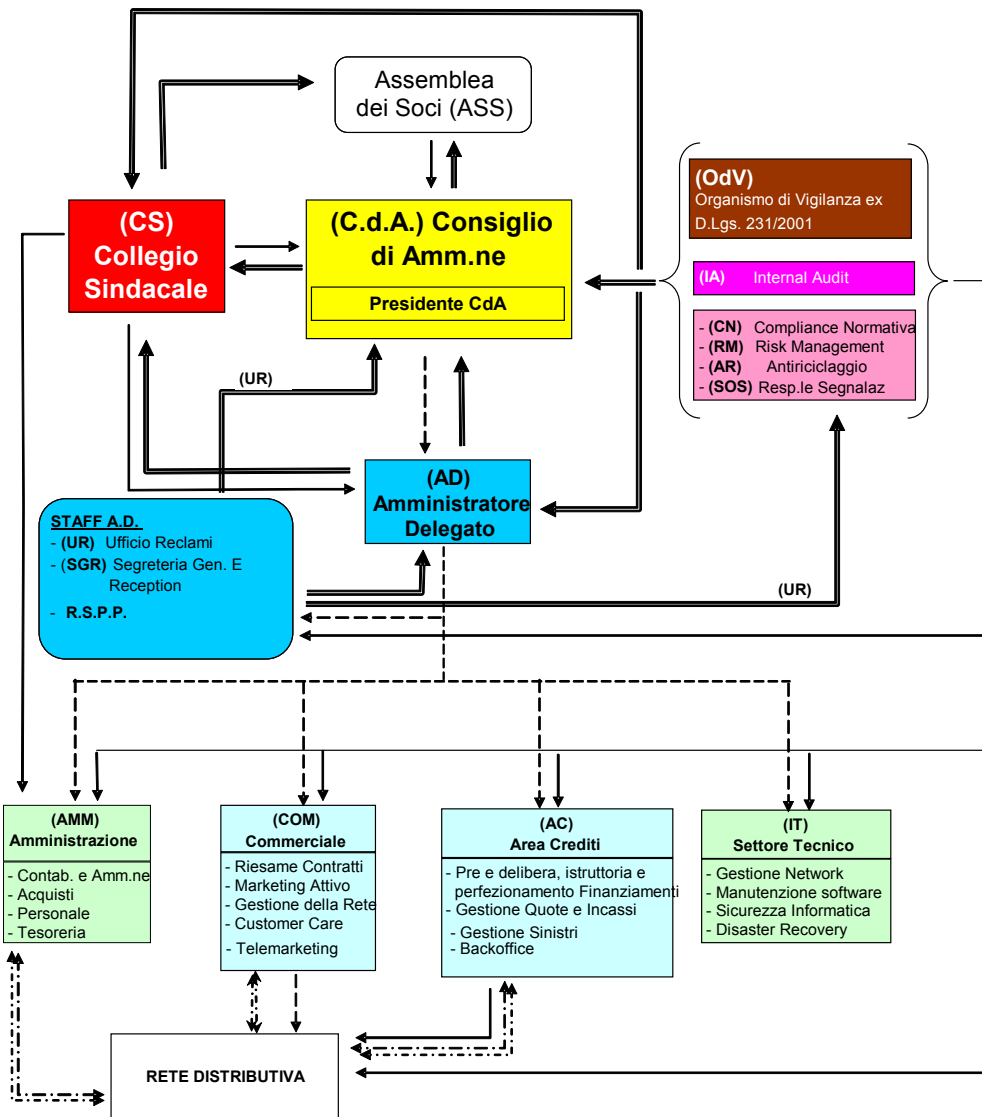 Assemblea
dei Soci (ASS)
(CS)
Collegio
Sindacale
(C.d.A.) Consiglio
di Amm.ne
Presidente CdA
(OdV)
Organismo di Vigilanza ex
D.Lgs. 231/2001
(IA) Internal Audit
- (CN) Compliance Normativa
- (RM) Risk Management
- (AR) Antiriciclaggio
- (SOS) Resp.le Segnalaz
(UR)
(AD)
Amministratore
Delegato
STAFF A.D.
- (UR) Ufficio Reclami
- (SGR) Segreteria Gen. E
Reception
- R.S.P.P.
(UR)
(AMM)
Amministrazione
- Contab. e Amm.ne
- Acquisti
- Personale
- Tesoreria
(COM)
Commerciale
- Riesame Contratti
- Marketing Attivo
- Gestione della Rete
- Customer Care
- Telemarketing
(AC)
Area Crediti
- Pre e delibera, istruttoria e
perfezionamento Finanziamenti
- Gestione Quote e Incassi
- Gestione Sinistri
- Backoffice
(IT)
Settore Tecnico
- Gestione Network
- Manutenzione software
- Sicurezza Informatica
- Disaster Recovery
RETE DISTRIBUTIVA